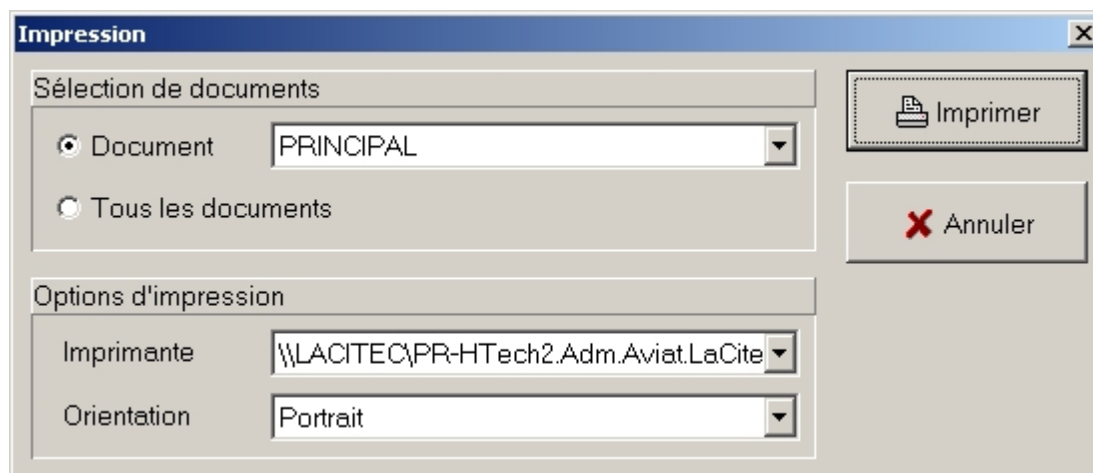 Impression
Sélection de documents
Document PRINCIPAL
Tous les documents
Imprimer
Annuler
Options d'impression
Imprimante \\LACITEC\PR-HTech2.Adm.Aviat.LaCite
Orientation Portrait